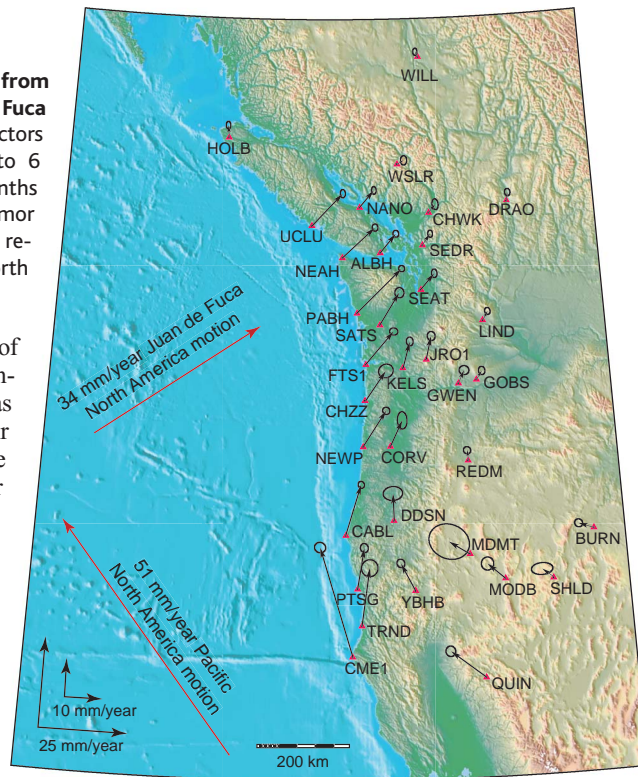 from
Fuca
ctors
to 6
nths
mor
re-
orth
of
n-
as
r
e
r
WILL
HOLB
WSLR
NANO
CHWK
DRAO
UCLU
ALBH
SEDR
NEAH
SEAT
PABH
SATS
LIND
34 mm/year Juan de Fuca
North America motion
JRO1
FTS1
KELS
GWEN
GOBS
CHZZ
NEWP
CORV
REDM
DDSN
CABL
BURN
MDMT
MODB
SHLD
51 mm/year Pacific
North America motion
PTSG
YBHB
TRND
CME1
QUIN
10 mm/year
25 mm/year
200 km